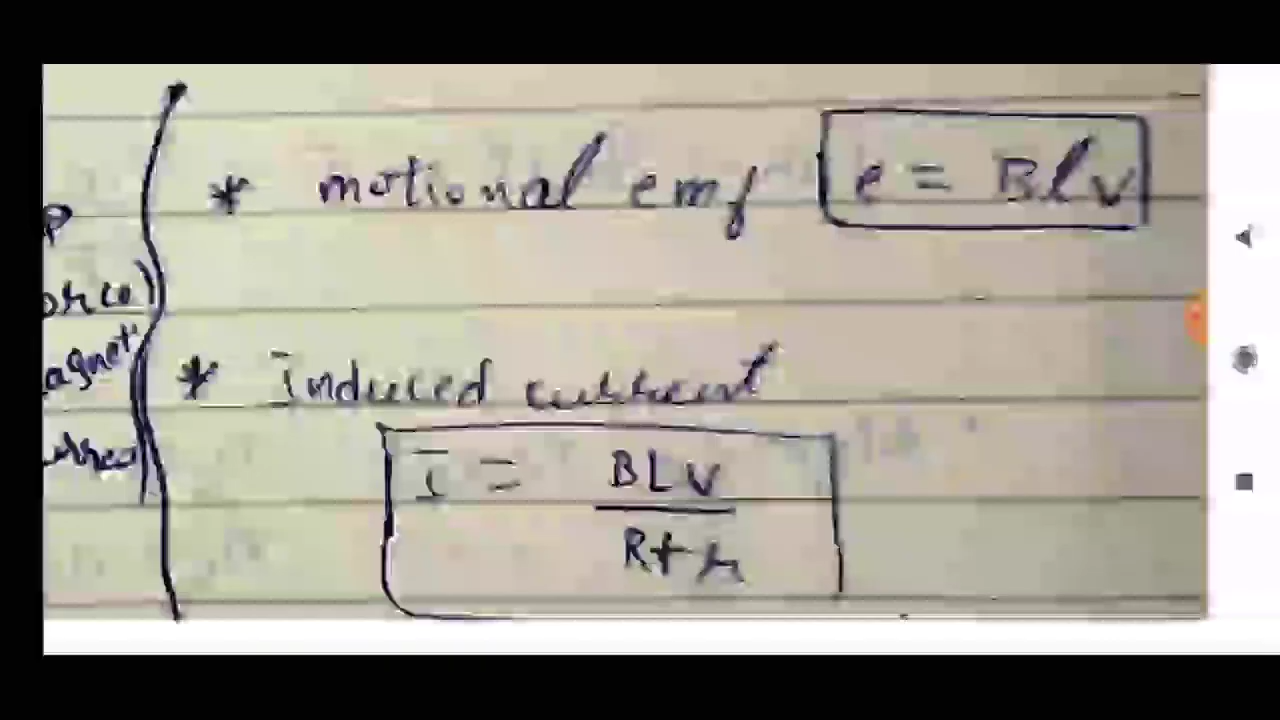 * motional emf e = Blv
* Induced current
I = BLV
R+r